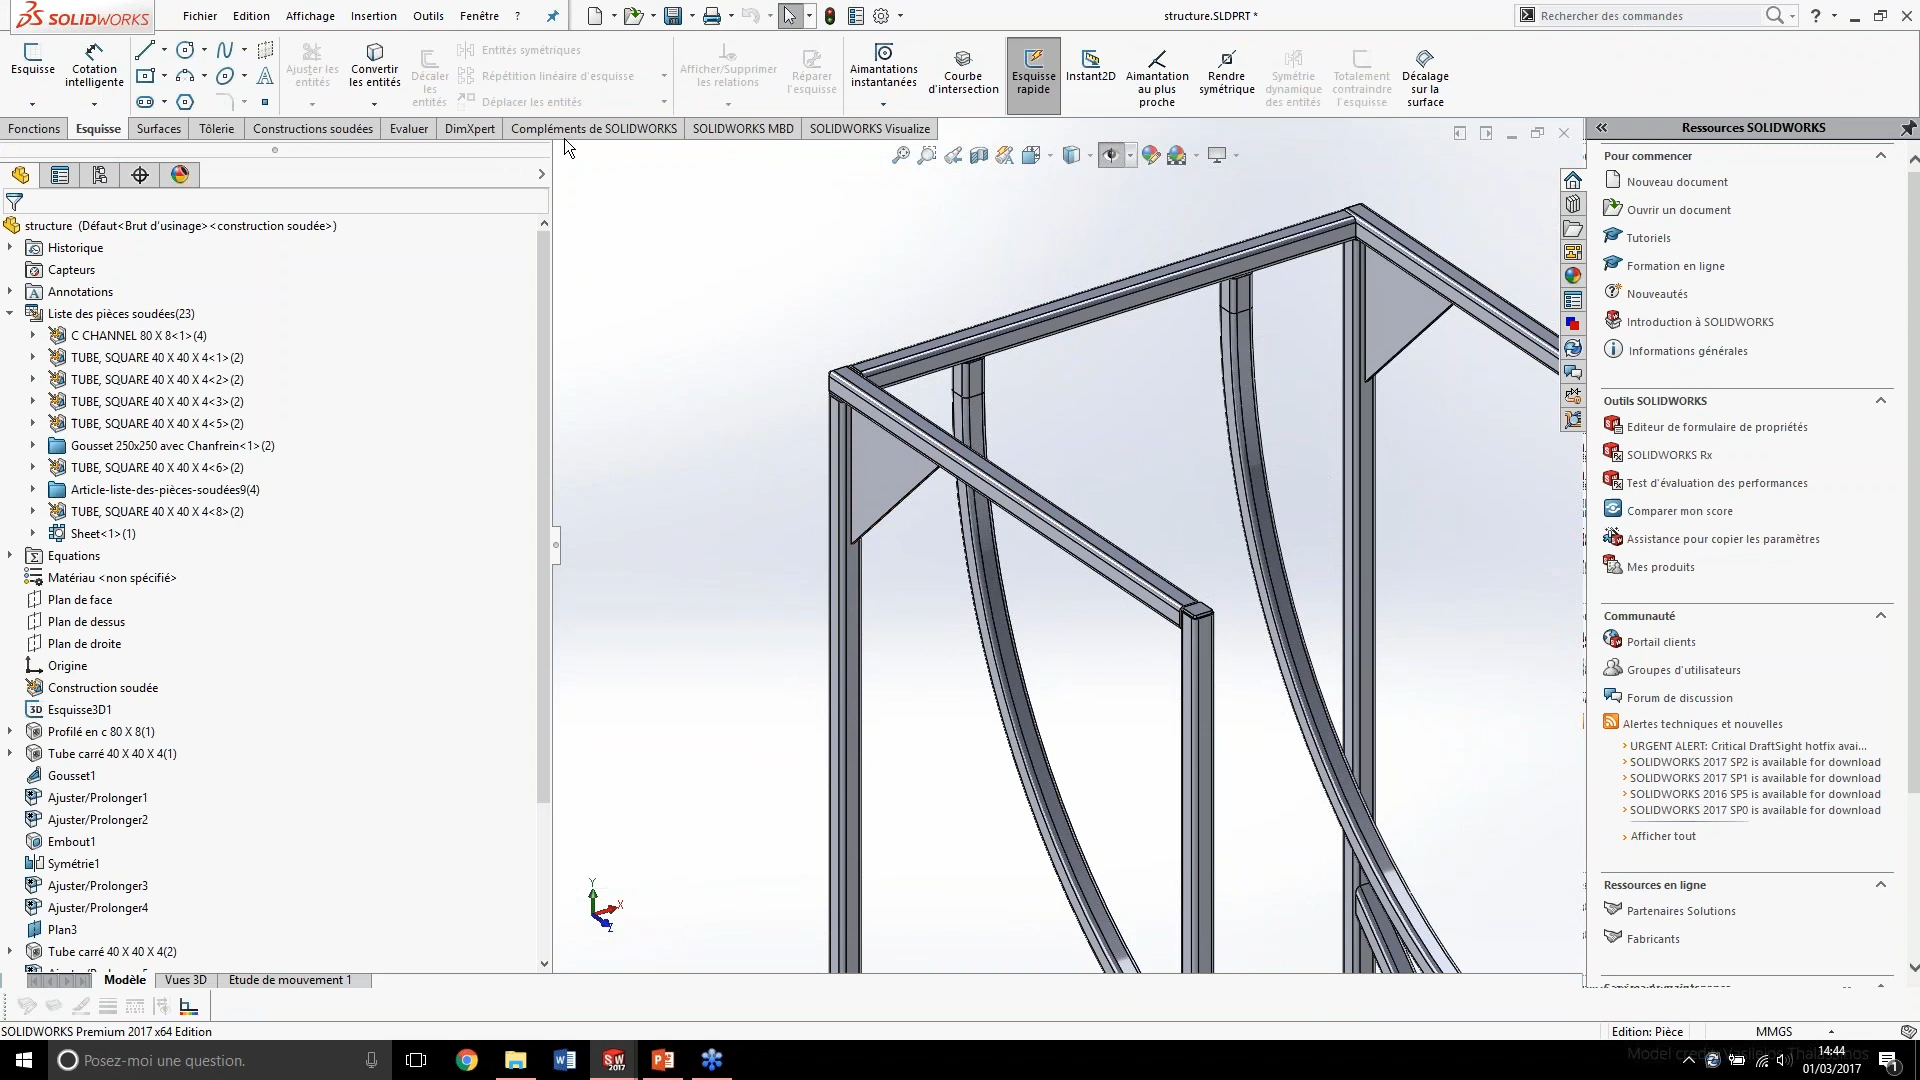 SOLIDWORKS
Fichier Edition Affichage Insertion Outils Fenêtre ?
structure.SLDPRT *
Rechercher des commandes
Esquisse
Cotation intelligente
Ajuster les entités
Convertir les entités
Décaler les entités
Entités symétriques
Répétition linéaire d'esquisse
Déplacer les entités
Afficher/Supprimer les relations
Réparer l'esquisse
Aimantations instantanées
Courbe d'intersection
Esquisse rapide
Instant2D
Aimantation au plus proche
Rendre symétrique
Symétrie dynamique des entités
Totalement contraindre l'esquisse
Décalage sur la surface
Fonctions Esquisse Surfaces Tôlerie Constructions soudées Evaluer DimXpert Compléments de SOLIDWORKS SOLIDWORKS MBD SOLIDWORKS Visualize
structure (Défaut<Brut d'usinage><construction soudée>)
Historique
Capteurs
Annotations
Liste des pièces soudées(23)
C CHANNEL 80 X 8<1>(4)
TUBE, SQUARE 40 X 40 X 4<1>(2)
TUBE, SQUARE 40 X 40 X 4<2>(2)
TUBE, SQUARE 40 X 40 X 4<3>(2)
TUBE, SQUARE 40 X 40 X 4<5>(2)
Gousset 250x250 avec Chanfrein<1>(2)
TUBE, SQUARE 40 X 40 X 4<6>(2)
Article-liste-des-pièces-soudées9(4)
TUBE, SQUARE 40 X 40 X 4<8>(2)
Sheet<1>(1)
Equations
Matériau <non spécifié>
Plan de face
Plan de dessus
Plan de droite
Origine
Construction soudée
3D Esquisse3D1
Profilé en c 80 X 8(1)
Tube carré 40 X 40 X 4(1)
Gousset1
Ajuster/Prolonger1
Ajuster/Prolonger2
Embout1
Symétrie1
Ajuster/Prolonger3
Ajuster/Prolonger4
Plan3
Tube carré 40 X 40 X 4(2)
Y
X
Z
Modèle Vues 3D Etude de mouvement 1
Ressources SOLIDWORKS
Pour commencer
Nouveau document
Ouvrir un document
Tutoriels
Formation en ligne
Nouveautés
Introduction à SOLIDWORKS
Informations générales
Outils SOLIDWORKS
Editeur de formulaire de propriétés
SOLIDWORKS Rx
Test d'évaluation des performances
Comparer mon score
Assistance pour copier les paramètres
Mes produits
Communauté
Portail clients
Groupes d'utilisateurs
Forum de discussion
Alertes techniques et nouvelles
URGENT ALERT: Critical DraftSight hotfix avai...
SOLIDWORKS 2017 SP2 is available for download
SOLIDWORKS 2017 SP1 is available for download
SOLIDWORKS 2016 SP5 is available for download
SOLIDWORKS 2017 SP0 is available for download
Afficher tout
Ressources en ligne
Partenaires Solutions
Fabricants
SOLIDWORKS Premium 2017 x64 Edition
Edition: Pièce
MMGS
Posez-moi une question.
14:44
01/03/2017